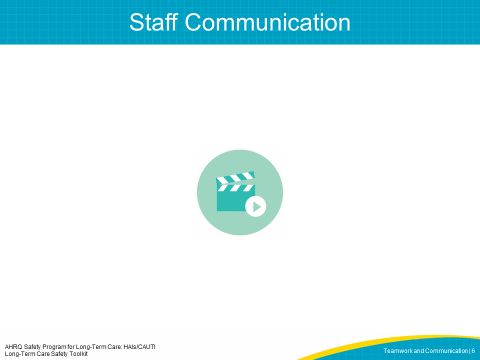 Staff Communication
AHRQ Safety Program for Long-Term Care: HAIs/CAUTI
Long-Term Care Safety Toolkit
Teamwork and Communication | 6